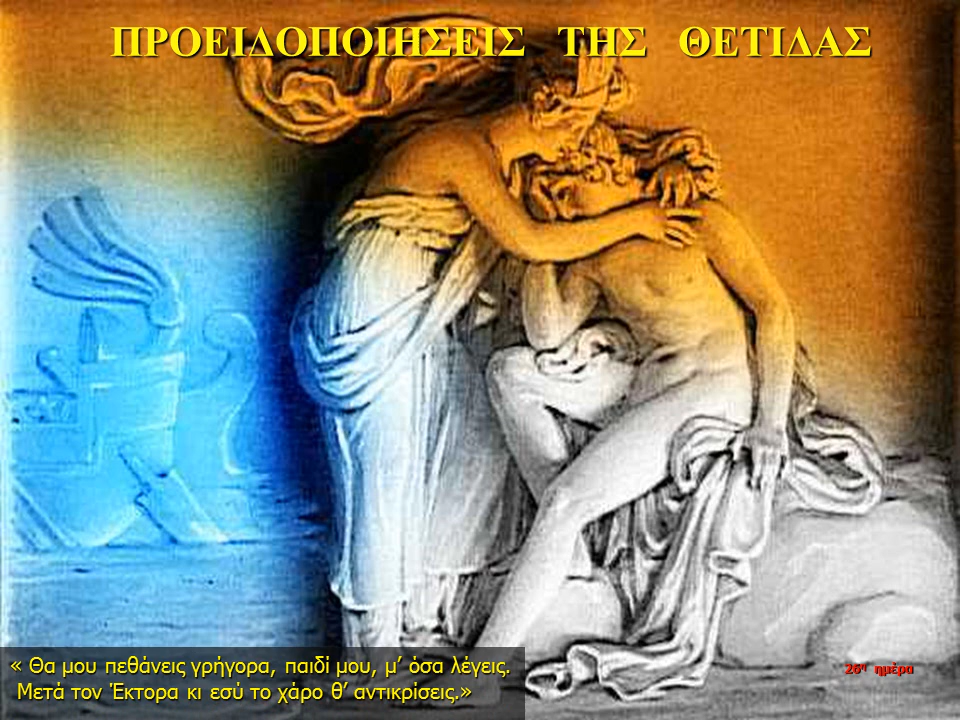 ΠΡΟΕΙΔΟΠΟΙΗΣΕΙΣ ΤΗΣ ΘΕΤΙΔΑΣ
« Θα μου πεθάνεις γρήγορα, παιδί μου, μ’ όσα λέγεις.
Μετά τον Έκτορα κι εσύ το χάρο θ’ αντικρίσεις.»
26η ημέρα